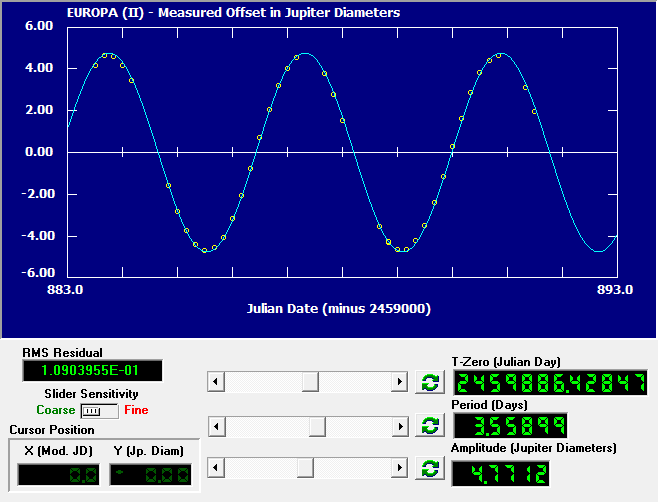 EUROPA (II) - Measured Offset in Jupiter Diameters
6.00
4.00
2.00
0.00
-2.00
-4.00
-6.00
883.0
893.0
Julian Date (minus 2459000)
RMS Residual
1.0903955E-01
Slider Sensitivity
Coarse
Fine
Cursor Position
X (Mod. JD)
Y (Jp. Diam)
0.0
- 0.00
T-Zero (Julian Day)
2459886.42847
Period (Days)
3.55899
Amplitude (Jupiter Diameters)
4.7712